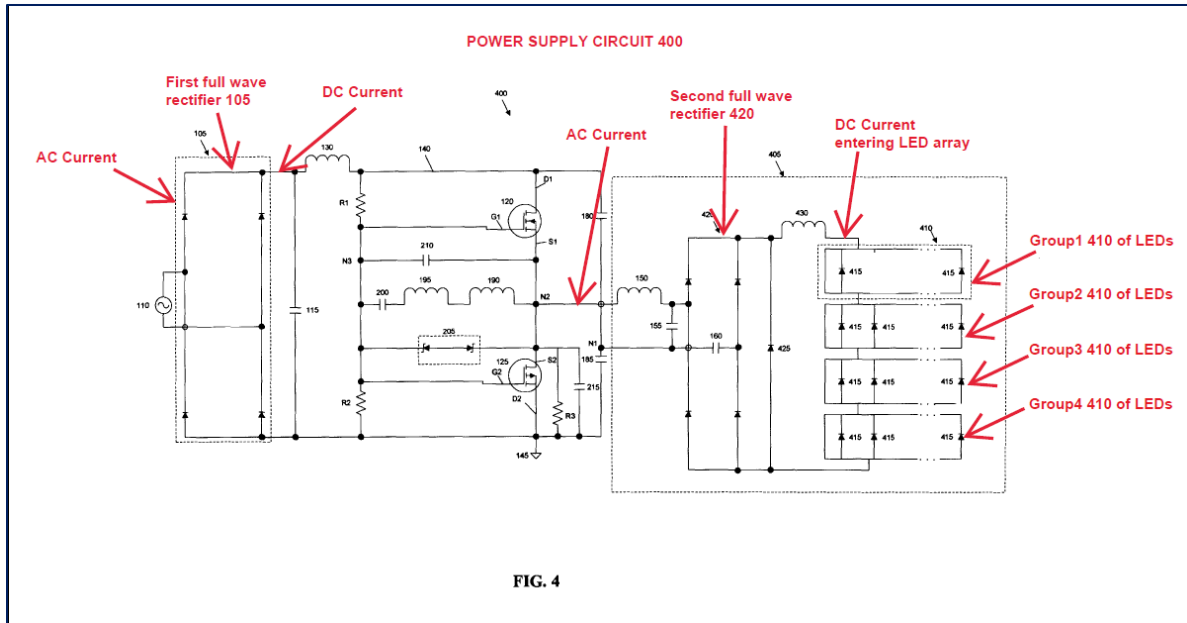 POWER SUPPLY CIRCUIT 400
First full wave
rectifier 105
DC Current
400
Second full wave
rectifier 420
DC Current
entering LED array
AC Current
AC Current
105
130
140
405
D1
120
R1
G1
180
430
410
S1
210
N3
Group1 410 of LEDs
415
415
195
190
200
N2
150
110
115
Group2 410 of LEDs
415
415
415
205
155
N1
160
185
425
Group3 410 of LEDs
415
415
415
125
S2
G2
215
D2
R2
R3
Group4 410 of LEDs
415
415
415
145
FIG. 4